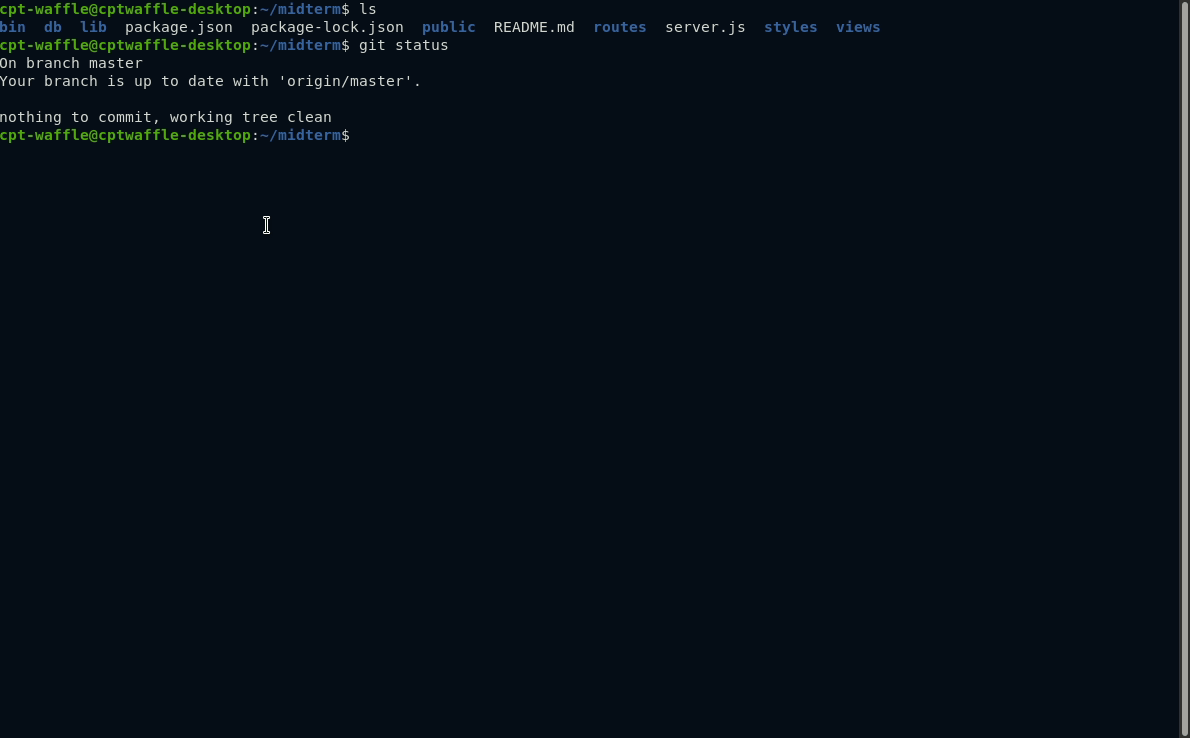 cpt-waffle@cptwaffle-desktop:~/midterm$ ls
bin  db  lib  package.json  package-lock.json  public  README.md  routes  server.js  styles  views
cpt-waffle@cptwaffle-desktop:~/midterm$ git status
On branch master
Your branch is up to date with 'origin/master'.

nothing to commit, working tree clean
cpt-waffle@cptwaffle-desktop:~/midterm$